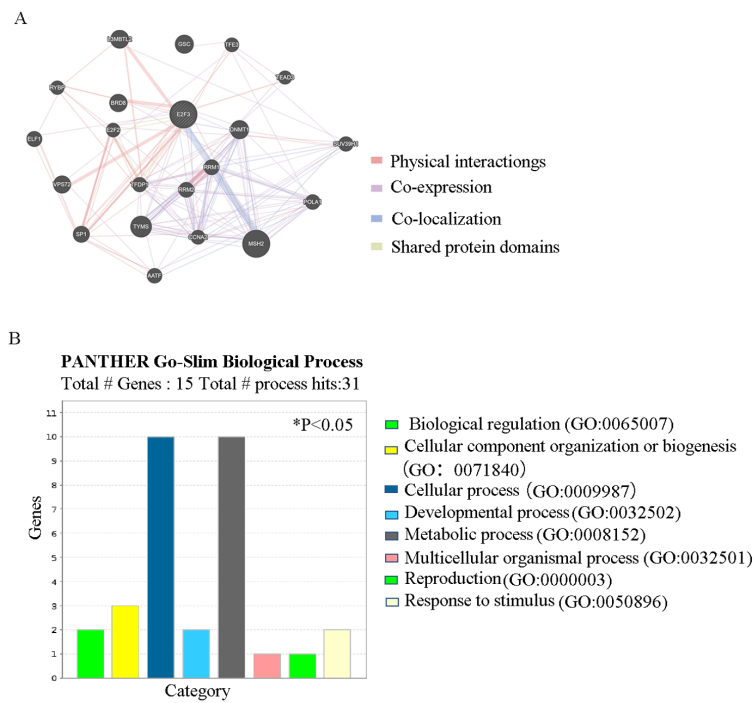 A
L3MBTL2
GSC
TFE3
TEAD3
RYBP
BRD8
E2F3
ELF1
E2F2
DNMT1
SUV39H1
RRM1
VPS72
TFDP1
RRM2
POLA1
TYMS
SP1
CCNA2
MSH2
AATF
Physical interactiongs
Co-expression
Co-localization
Shared protein domains
B
PANTHER Go-Slim Biological Process
Total # Genes : 15 Total # process hits:31
*P<0.05
11
10
9
8
7
6
5
4
3
2
1
0
Genes
Category
Biological regulation (GO:0065007)
Cellular component organization or biogenesis
(GO: 0071840)
Cellular process (GO:0009987)
Developmental process(GO:0032502)
Metabolic process(GO:0008152)
Multicellular organismal process (GO:0032501)
Reproduction(GO:0000003)
Response to stimulus (GO:0050896)